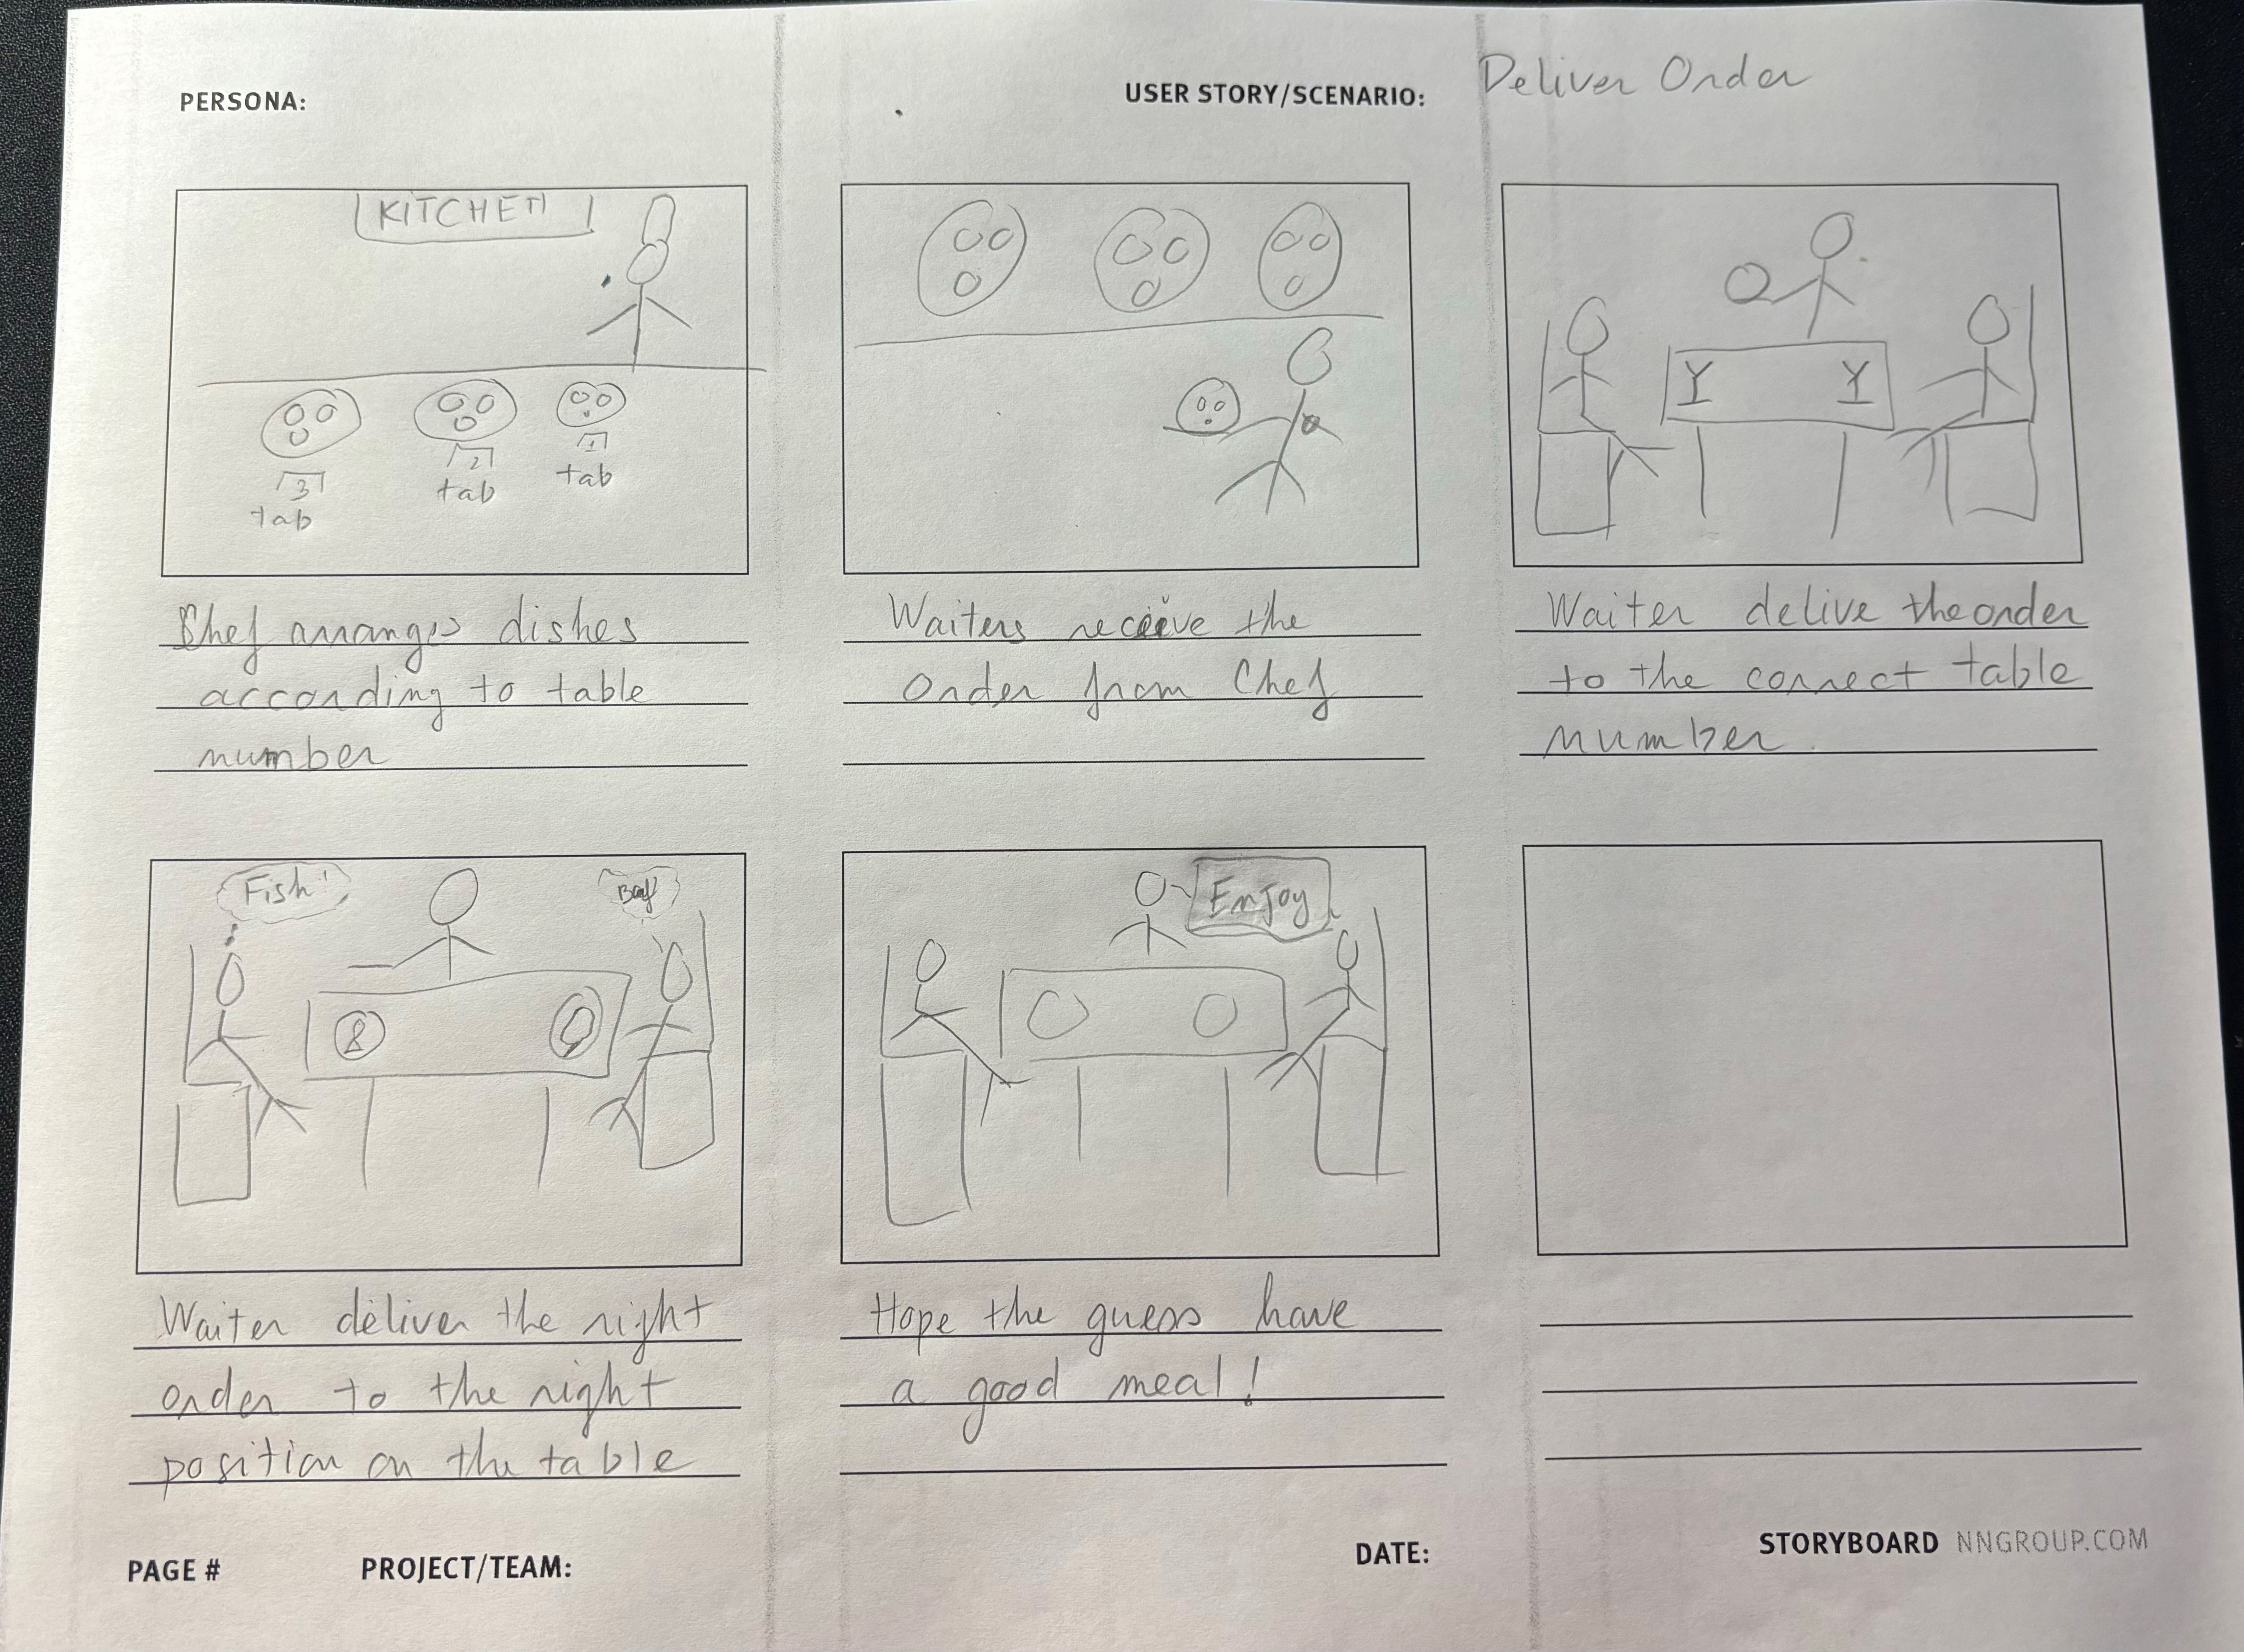 PERSONA:
USER STORY/SCENARIO: Deliver Order
KITCHEN
3
tab
2
tab
1
tab
Chef arranges dishes
according to table
number
Waiters receive the
Order from Chef
Waiter delive the order
to the correct table
number.
Fish!
Beef
Waiter deliver the right
order to the right
position on the table
Enjoy
Hope the guess have
a good meal!
PAGE #
PROJECT/TEAM:
DATE:
STORYBOARD NNGROUP.COM